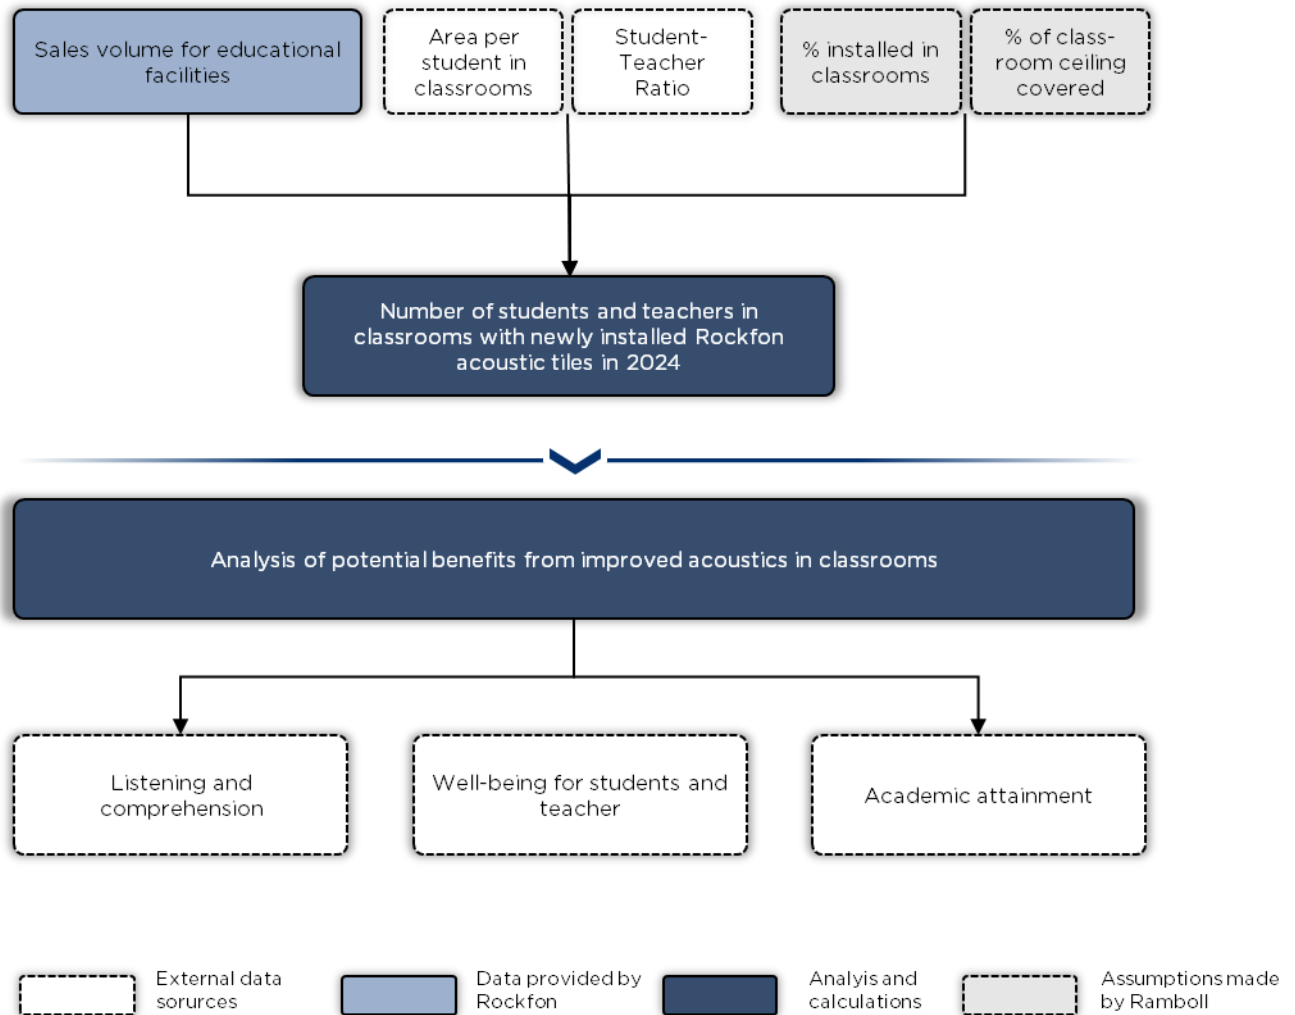 Sales volume for educational
facilities
Area per
student in
classrooms
Student-
Teacher
Ratio
% installed in
classrooms
% of class-
room ceiling
covered
Number of students and teachers in
classrooms with newly installed Rockfon
acoustic tiles in 2024
Analysis of potential benefits from improved acoustics in classrooms
Listening and
comprehension
Well-being for students and
teacher
Academic attainment
External data
sorurces
Data provided by
Rockfon
Analyis and
calculations
Assumptions made
by Ramboll